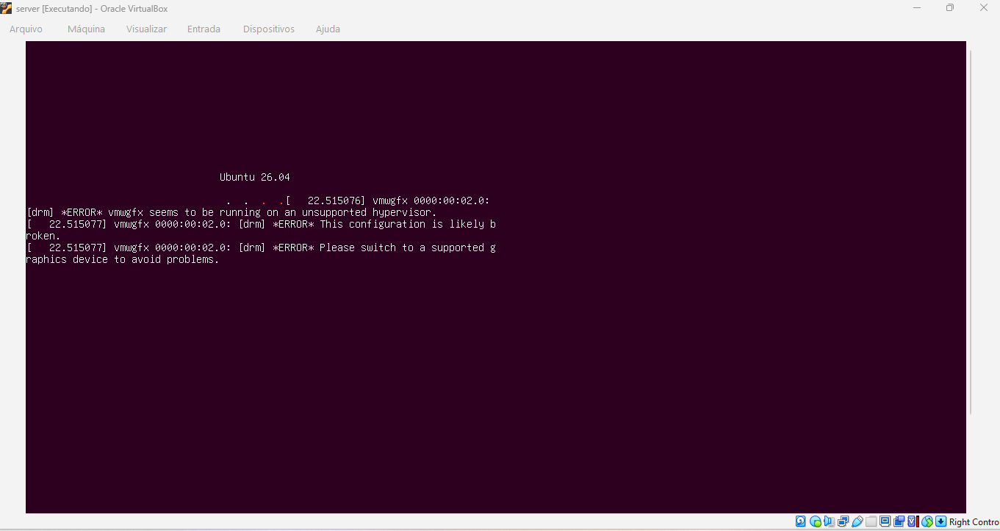 server [Executando] - Oracle VirtualBox
Arquivo Máquina Visualizar Entrada Dispositivos Ajuda
Ubuntu 26.04
. . . .[   22.515076] vmwgfx 0000:00:02.0:
[drm] *ERROR* vmwgfx seems to be running on an unsupported hypervisor.
[   22.515077] vmwgfx 0000:00:02.0: [drm] *ERROR* This configuration is likely b
roken.
[   22.515077] vmwgfx 0000:00:02.0: [drm] *ERROR* Please switch to a supported g
raphics device to avoid problems.
Right Contro